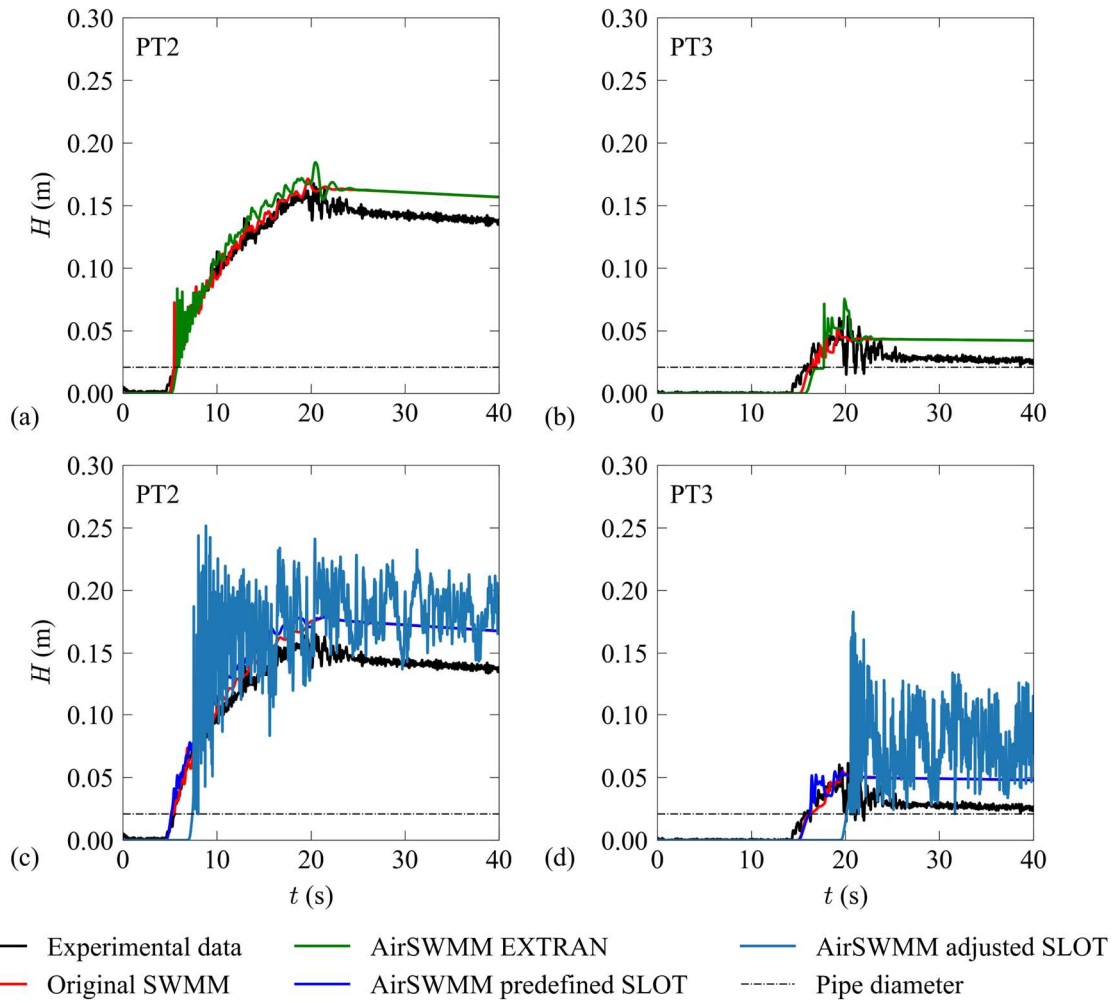 0.30 0.30
PT2 PT3
0.25 0.25
0.20 0.20
H (m) H (m)
0.15 0.15
0.10 0.10
0.05 0.05
0.00 0.00
(a) 0 10 20 30 40 (b) 0 10 20 30 40
0.30 0.30
PT2 PT3
0.25 0.25
0.20 0.20
H (m) H (m)
0.15 0.15
0.10 0.10
0.05 0.05
0.00 0.00
(c) 0 10 20 30 40 (d) 0 10 20 30 40
t (s) t (s)
Experimental data AirSWMM EXTRAN AirSWMM adjusted SLOT
Original SWMM AirSWMM predefined SLOT Pipe diameter